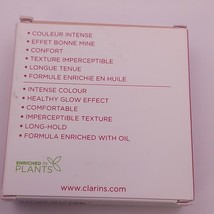 • COULEUR INTENSE
• EFFET BONNE MINE
• CONFORT
• TEXTURE IMPERCEPTIBLE
• LONGUE TENUE
• FORMULE ENRICHIE EN HUILE
• INTENSE COLOUR
• HEALTHY GLOW EFFECT
• COMFORTABLE
• IMPERCEPTIBLE TEXTURE
• LONG-HOLD
• FORMULA ENRICHED WITH OIL
ENRICHED IN
PLANTS
www.clarins.com